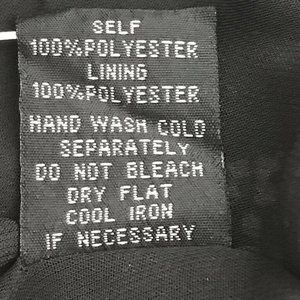 SELF
100%POLYESTER
LINING
100%POLYESTER
HAND WASH COLD
SEPARATELY
DO NOT BLEACH
DRY FLAT
COOL IRON
IF NECESSARY